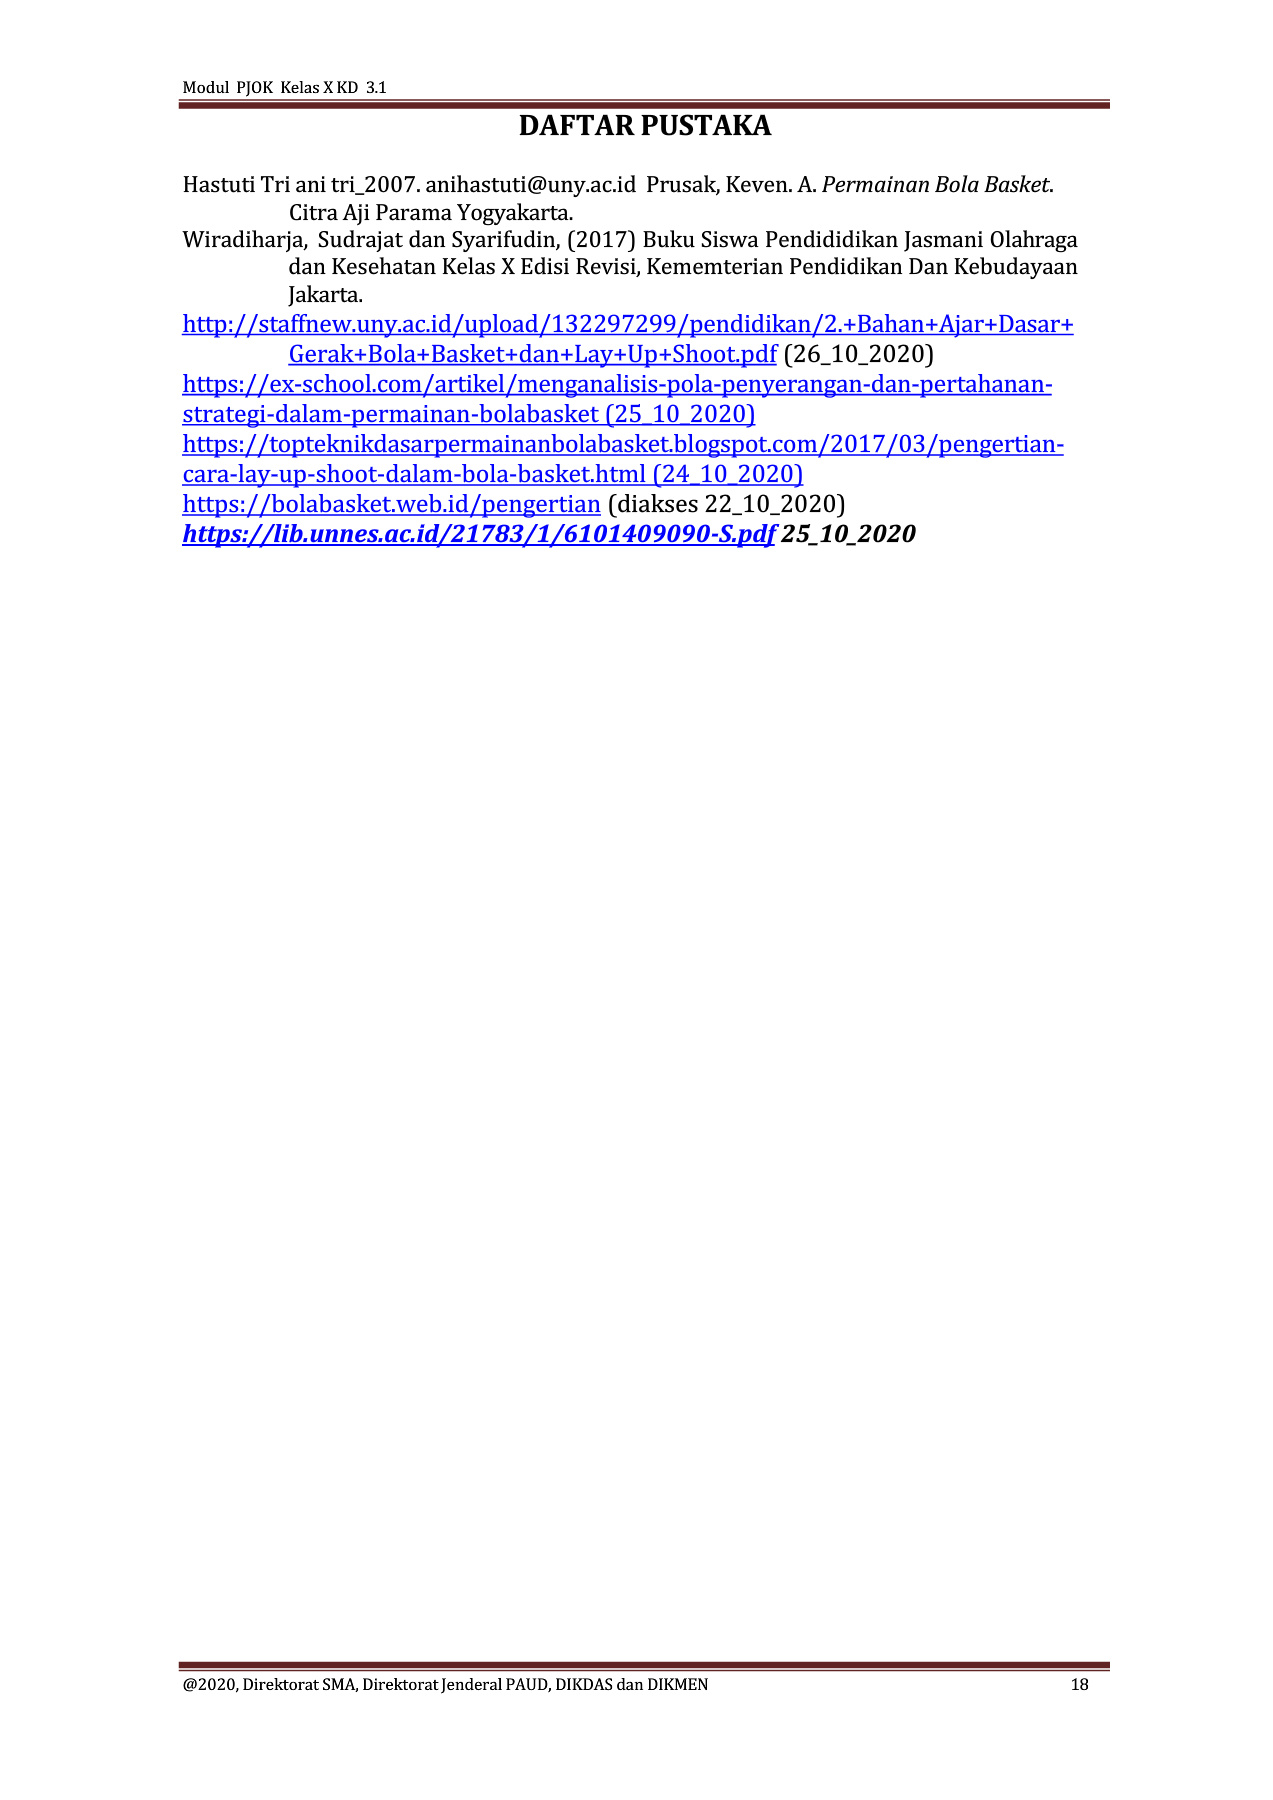 Modul PJOK Kelas X KD 3.1
DAFTAR PUSTAKA
Hastuti Tri ani tri_2007. anihastuti@uny.ac.id Prusak, Keven. A. Permainan Bola Basket.
Citra Aji Parama Yogyakarta.
Wiradiharja, Sudrajat dan Syarifudin, (2017) Buku Siswa Pendididikan Jasmani Olahraga
dan Kesehatan Kelas X Edisi Revisi, Kememterian Pendidikan Dan Kebudayaan
Jakarta.
http://staffnew.uny.ac.id/upload/132297299/pendidikan/2.+Bahan+Ajar+Dasar+
Gerak+Bola+Basket+dan+Lay+Up+Shoot.pdf (26_10_2020)
https://ex-school.com/artikel/menganalisis-pola-penyerangan-dan-pertahanan-
strategi-dalam-permainan-bolabasket (25_10_2020)
https://topteknikdasarpermainanbolabasket.blogspot.com/2017/03/pengertian-
cara-lay-up-shoot-dalam-bola-basket.html (24_10_2020)
https://bolabasket.web.id/pengertian (diakses 22_10_2020)
https://lib.unnes.ac.id/21783/1/6101409090-S.pdf 25_10_2020
@2020, Direktorat SMA, Direktorat Jenderal PAUD, DIKDAS dan DIKMEN 18